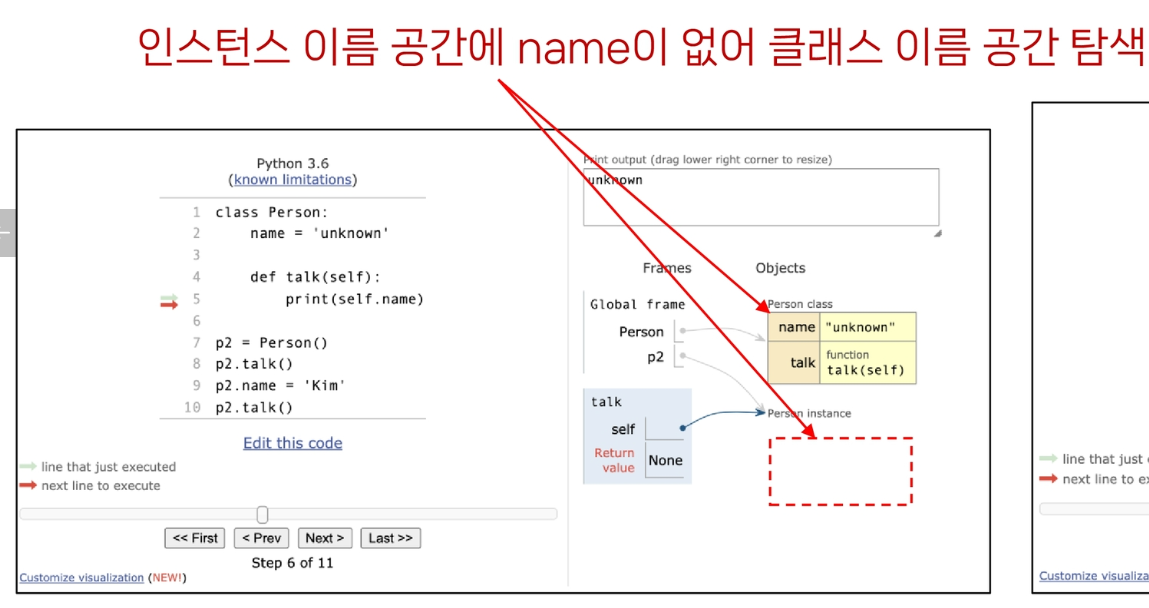 인스턴스 이름 공간에 name이 없어 클래스 이름 공간 탐색
Python 3.6
(known limitations)
1 class Person:
2     name = 'unknown'
3
4     def talk(self):
5         print(self.name)
6
7 p2 = Person()
8 p2.talk()
9 p2.name = 'Kim'
10 p2.talk()
Edit this code
line that just executed
next line to execute
<< First < Prev Next > Last >>
Step 6 of 11
Customize visualization (NEW!)
Print output (drag lower right corner to resize)
unknown
Frames Objects
Global frame
Person
p2
talk
self
Return value None
Person class
name "unknown"
talk function
talk(self)
Person instance
line that just
next line to
Customize